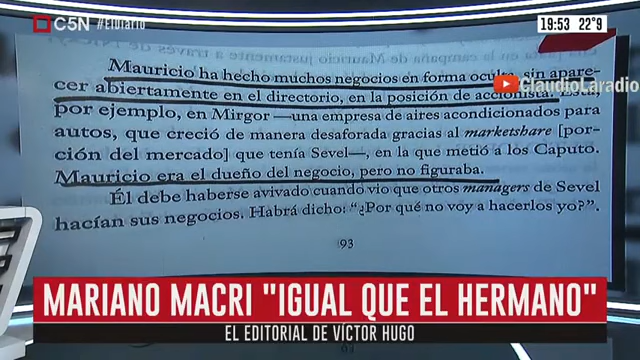 C5N #ElDiario
19:53 22°9
en la campaña de Mauricio justamente a través de
Mauricio ha hecho muchos negocios en forma oculta, sin apare-
cer abiertamente en el directorio, en la posición de accionista,
ClaudioLaradio
por ejemplo, en Mirgor —una empresa de aires acondicionados para
autos, que creció de manera desaforada gracias al marketshare [por-
ción del mercado] que tenía Sevel—, en la que metió a los Caputo.
Mauricio era el dueño del negocio, pero no figuraba.
Él debe haberse avivado cuando vio que otros managers de Sevel
hacían sus negocios. Habrá dicho: “¿Por qué no voy a hacerlos yo?”.
93
MARIANO MACRI "IGUAL QUE EL HERMANO"
EL EDITORIAL DE VÍCTOR HUGO